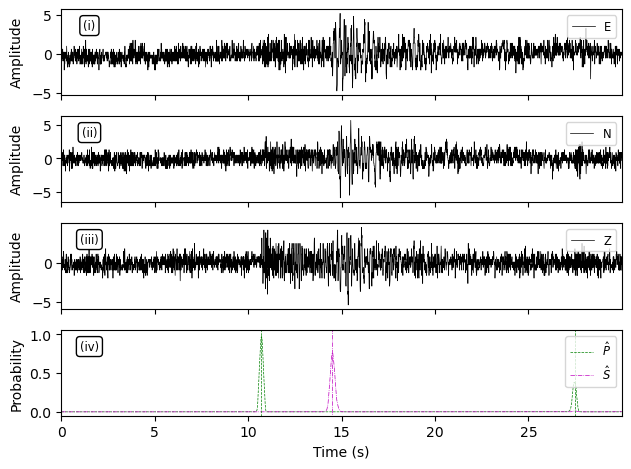 (i)
E
Amplitude
5
0
−5
(ii)
N
Amplitude
5
0
−5
(iii)
Z
Amplitude
0
−5
(iv)
P̂
Ŝ
Probability
1.0
0.5
0.0
0 5 10 15 20 25
Time (s)